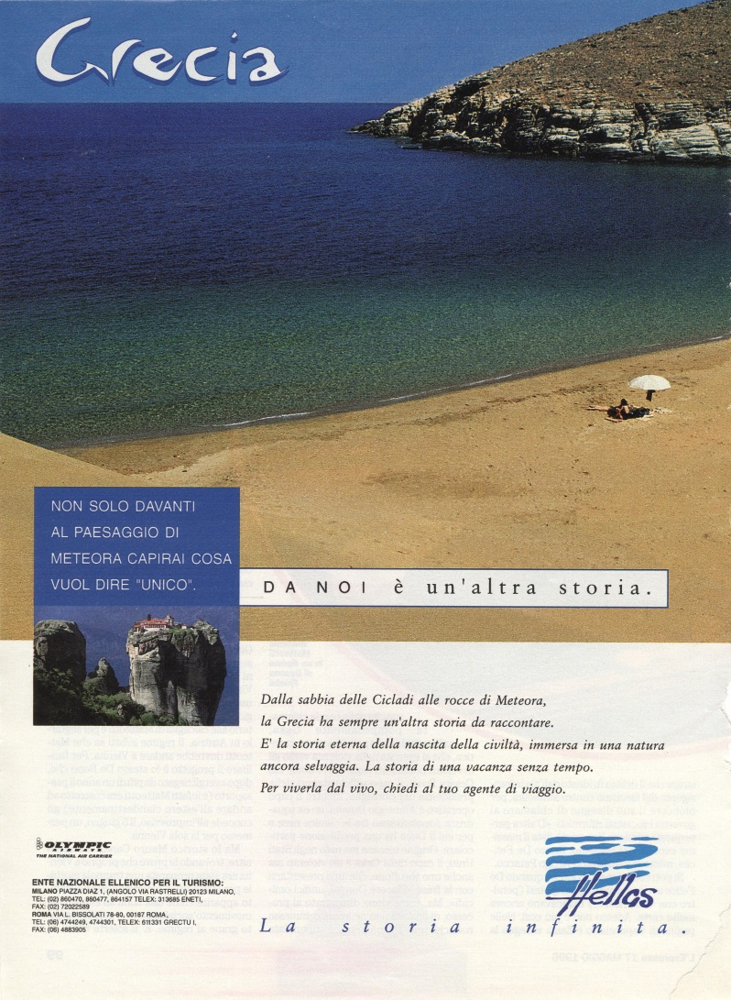 Grecia
NON SOLO DAVANTI
AL PAESAGGIO DI
METEORA CAPIRAI COSA
VUOL DIRE "UNICO".
DA NOI è un'altra storia.
Dalla sabbia delle Cicladi alle rocce di Meteora,
la Grecia ha sempre un'altra storia da raccontare.
E' la storia eterna della nascita della civiltà, immersa in una natura
ancora selvaggia. La storia di una vacanza senza tempo.
Per viverla dal vivo, chiedi al tuo agente di viaggio.
OLYMPIC
AIRWAYS
THE NATIONAL AIR CARRIER
ENTE NAZIONALE ELLENICO PER IL TURISMO:
MILANO PIAZZA DIAZ 1, (ANGOLO VIA RASTRELLI) 20123 MILANO,
TEL: (02) 860470, 860477, 864157 TELEX: 313685 ENETI,
FAX: (02) 72022589
ROMA VIA L. BISSOLATI 78-80, 00187 ROMA,
TEL: (06) 4744249, 4744301, TELEX: 611331 GRECTU I,
FAX: (06) 4883905
Hellas
La storia infinita.